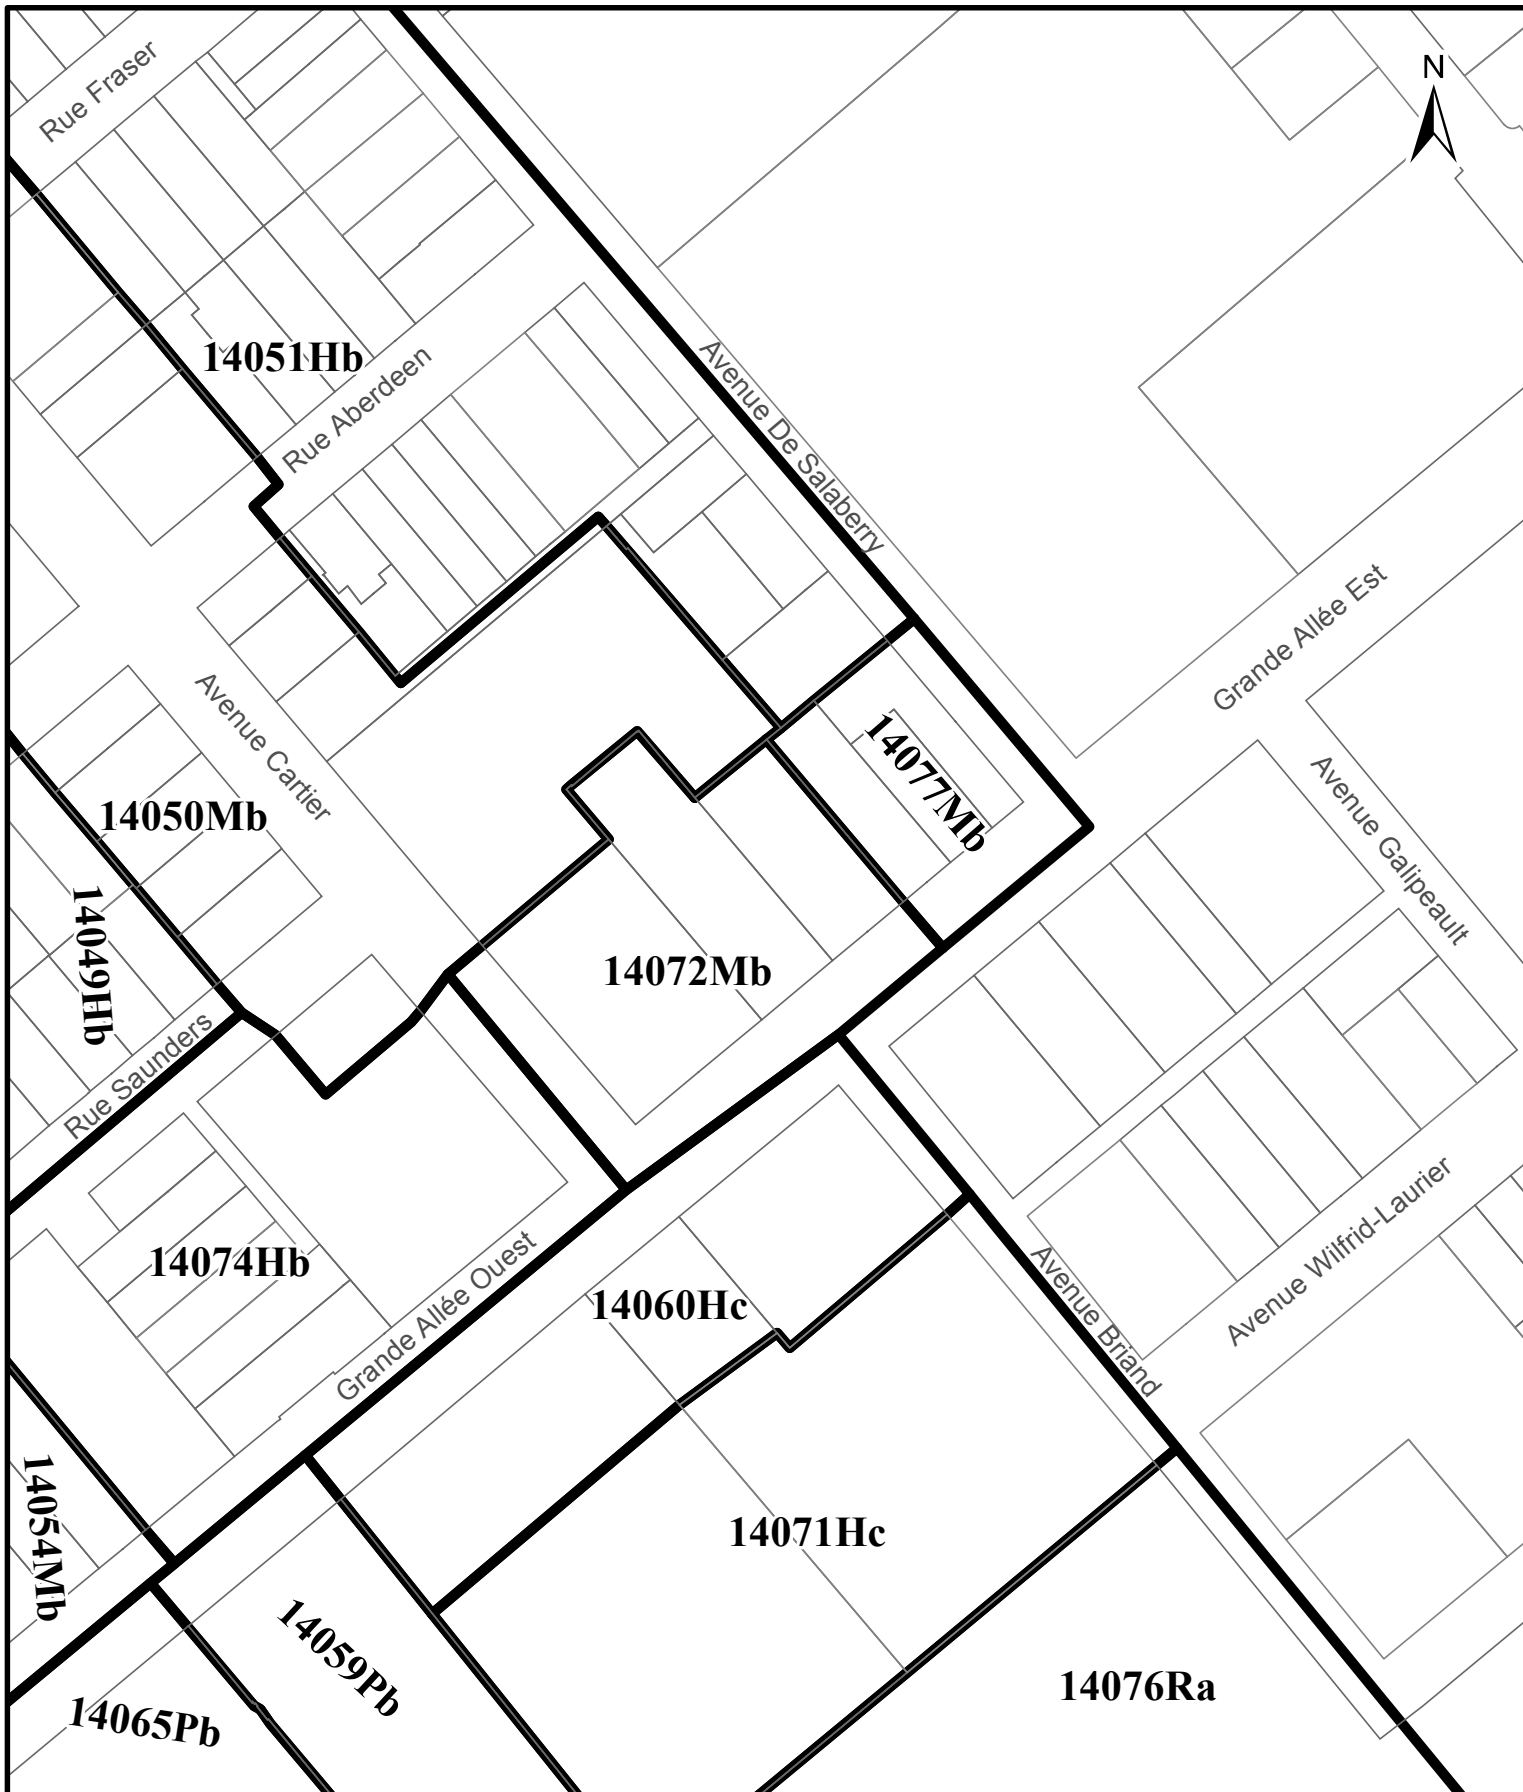 N
Rue Fraser
14051Hb
Rue Aberdeen
Avenue De Salaberry
Grande Allée Est
Avenue Cartier
14077Mb
14050Mb
Avenue Galipeault
14049Hb
14072Mb
Rue Saunders
Avenue Wilfrid-Laurier
14074Hb
Grande Allée Ouest
14060Hc
Avenue Briand
14054Mb
14071Hc
14059Pb
14076Ra
14065Pb